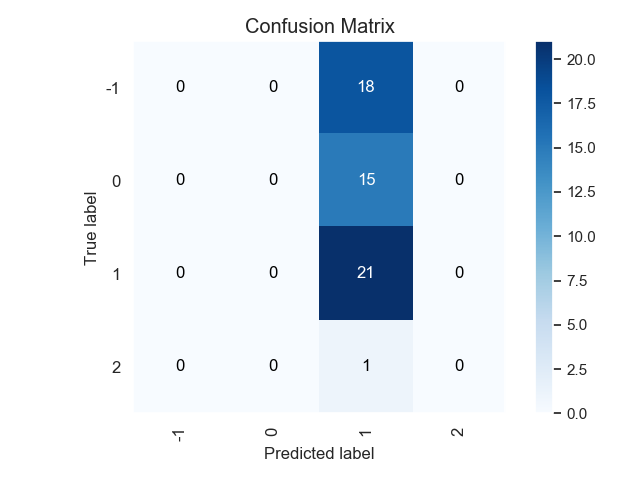 Confusion Matrix
True label
-1 0 0 18 0
0 0 0 15 0
1 0 0 21 0
2 0 0 1 0
-1 0 1 2
Predicted label
20.0
17.5
15.0
12.5
10.0
7.5
5.0
2.5
0.0